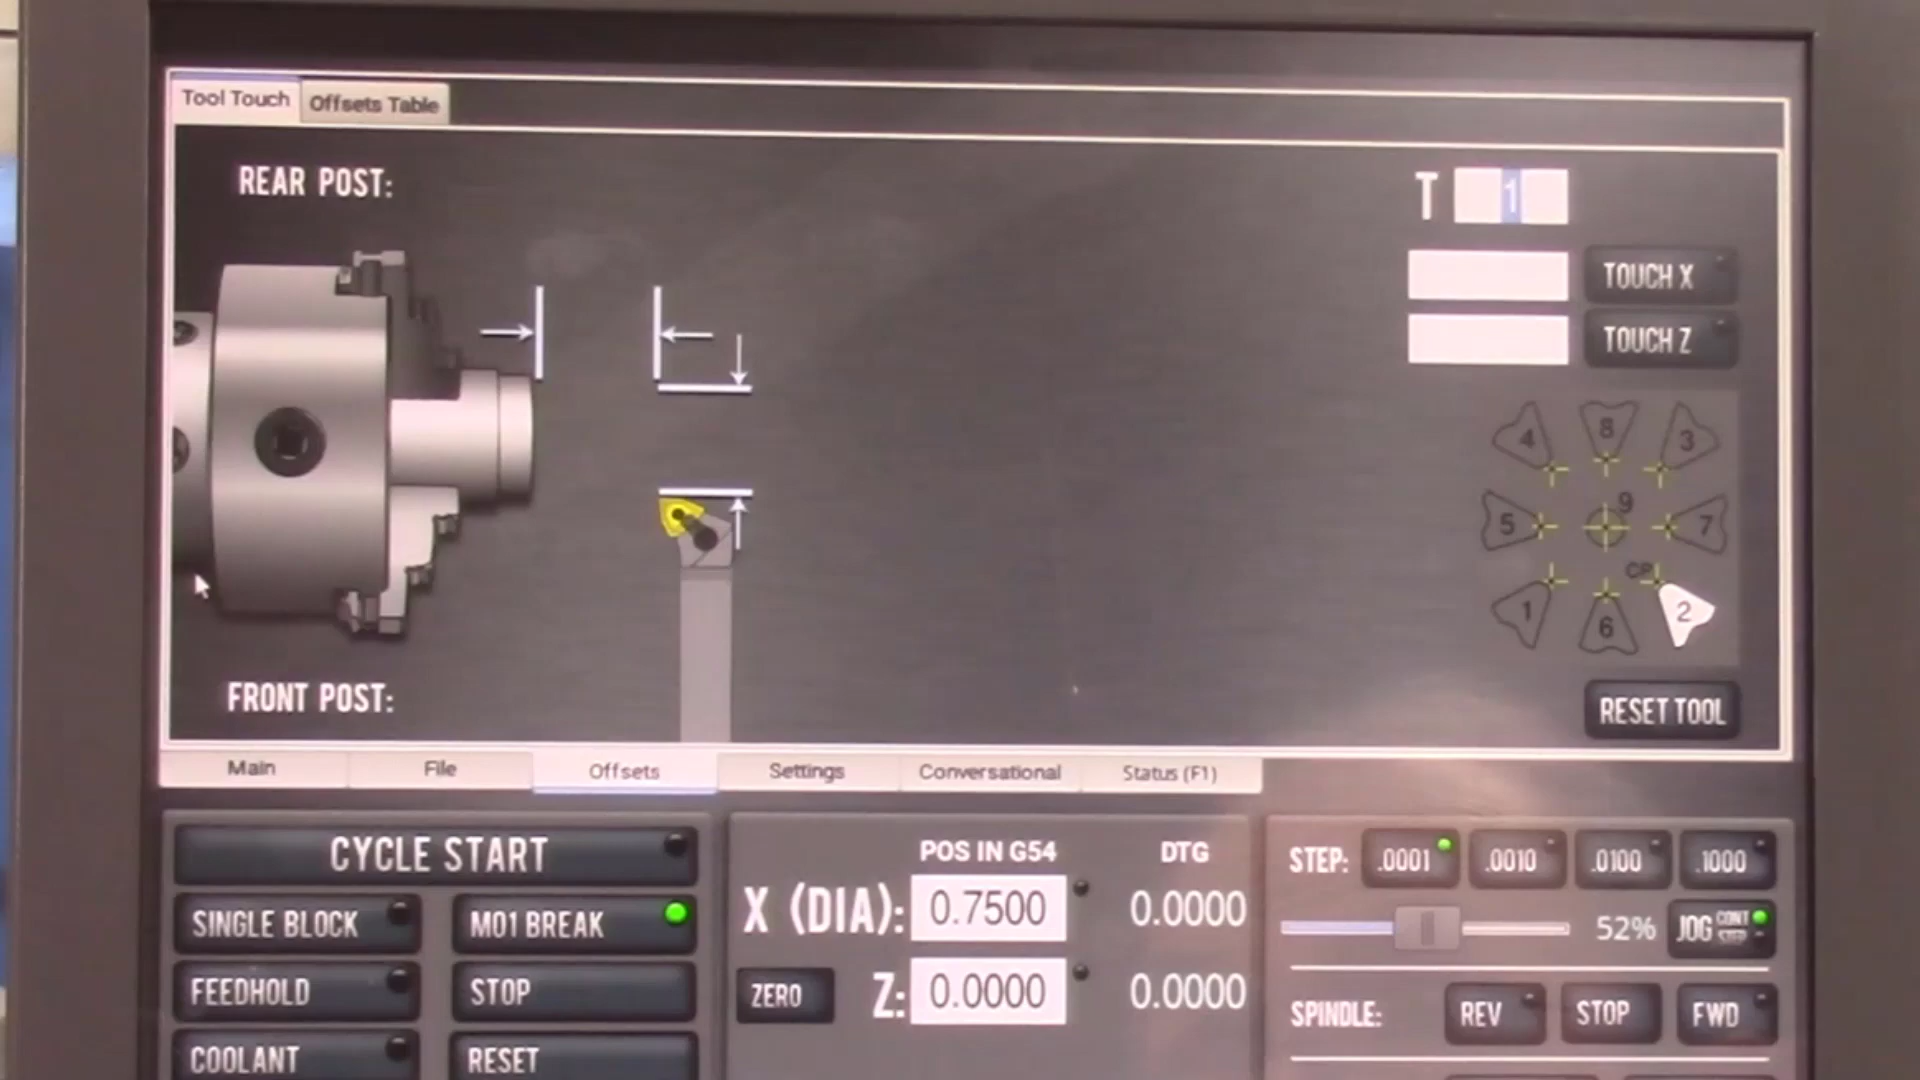 Tool Touch
Offsets Table
REAR POST:
T 1
TOUCH X
TOUCH Z
4 8 3
5 9 7
CP
1 6 2
FRONT POST:
RESET TOOL
Main File Offsets Settings Conversational Status (F1)
CYCLE START
SINGLE BLOCK
M01 BREAK
FEEDHOLD
STOP
COOLANT
RESET
POS IN G54 DTG
X (DIA): 0.7500 0.0000
ZERO Z: 0.0000 0.0000
STEP: .0001 .0010 .0100 .1000
52% JOG CONT STEP
SPINDLE: REV STOP FWD